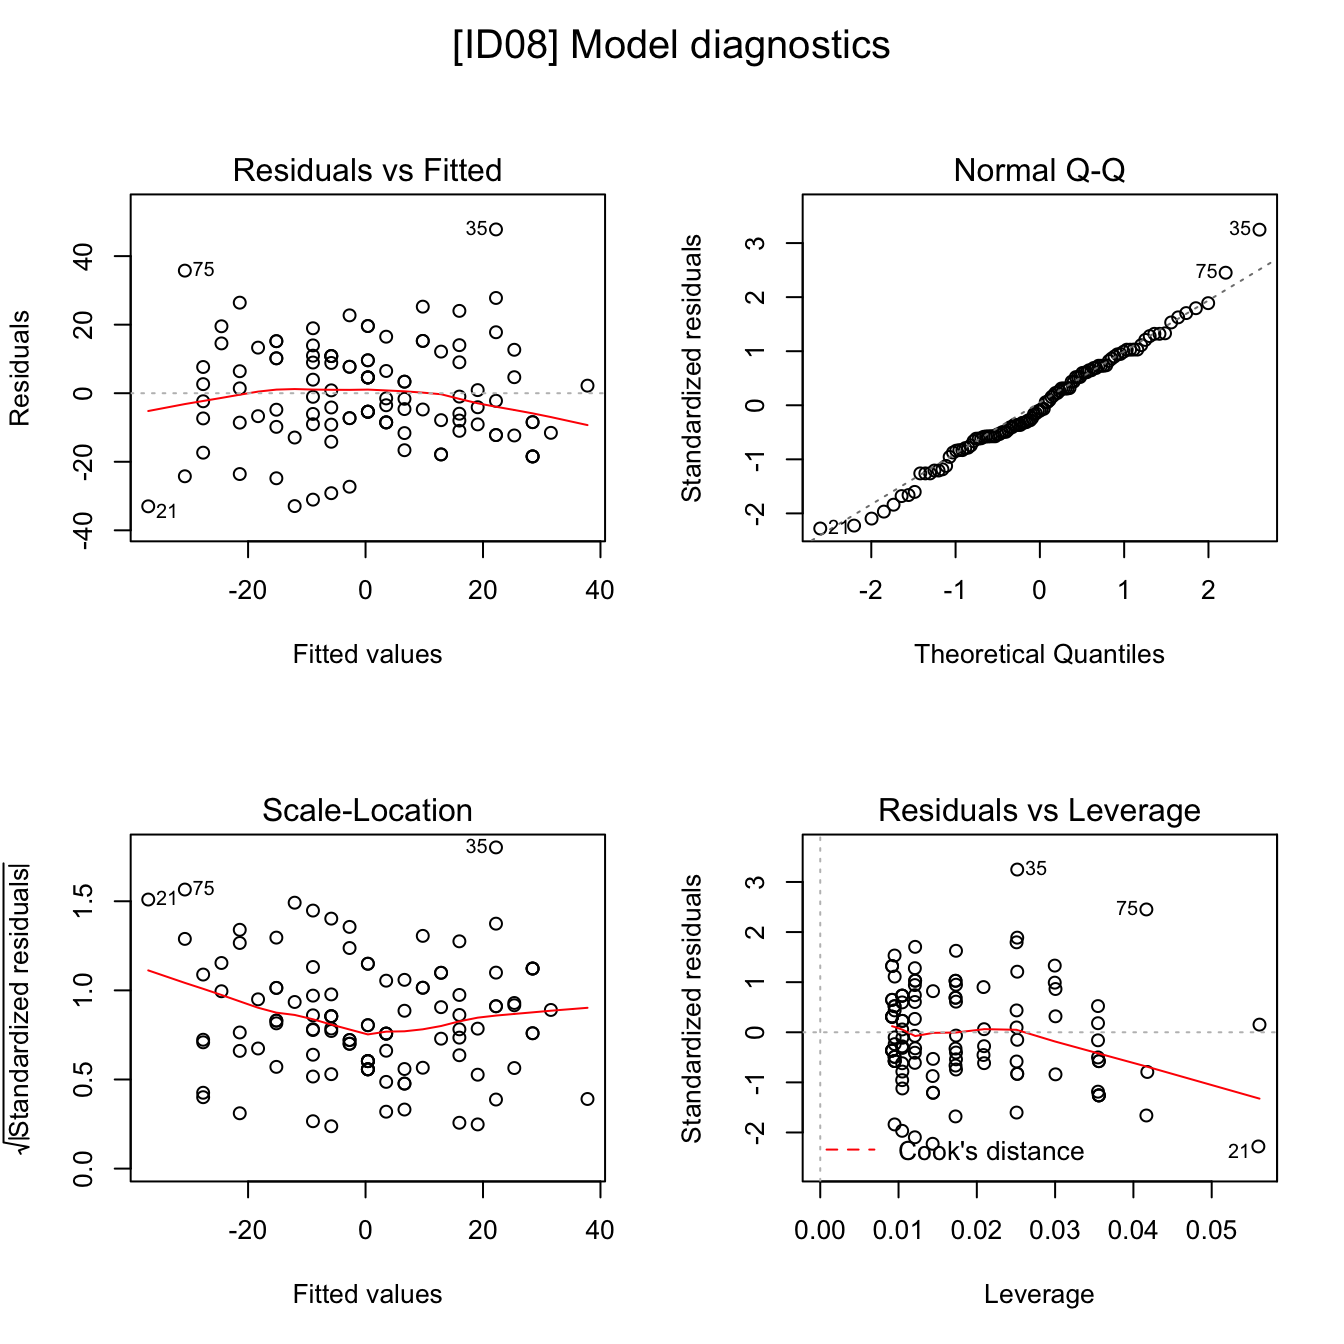 [ID08] Model diagnostics
Residuals vs Fitted
Residuals
40
20
0
-20
-40
35
75
21
-20 0 20 40
Fitted values
Normal Q-Q
Standardized residuals
3
2
1
0
-1
-2
35
75
21
-2 -1 0 1 2
Theoretical Quantiles
Scale-Location
√|Standardized residuals|
1.5
1.0
0.5
0.0
35
21
75
-20 0 20 40
Fitted values
Residuals vs Leverage
Standardized residuals
3
2
1
0
-1
-2
35
75
21
Cook's distance
0.00 0.01 0.02 0.03 0.04 0.05
Leverage